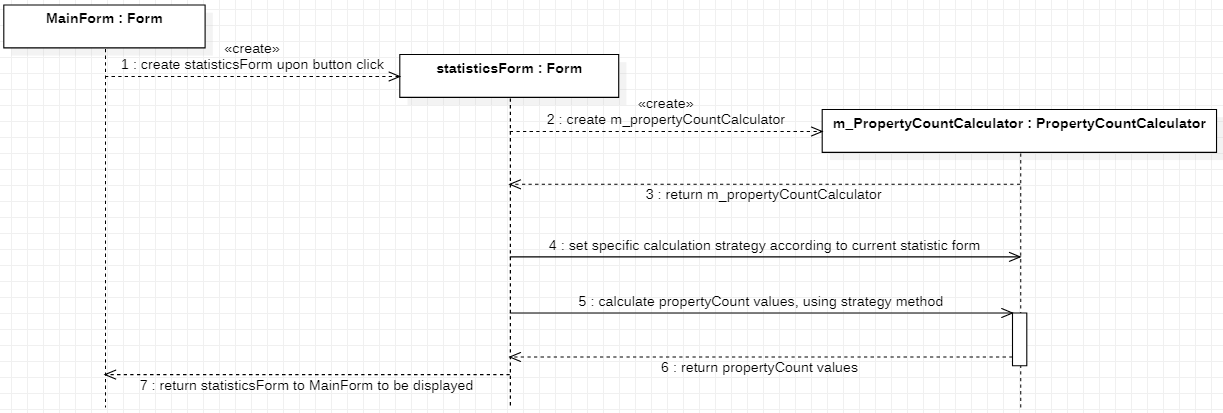 MainForm : Form
«create»
1 : create statisticsForm upon button click
statisticsForm : Form
«create»
2 : create m_propertyCountCalculator
m_PropertyCountCalculator : PropertyCountCalculator
3 : return m_propertyCountCalculator
4 : set specific calculation strategy according to current statistic form
5 : calculate propertyCount values, using strategy method
6 : return propertyCount values
7 : return statisticsForm to MainForm to be displayed